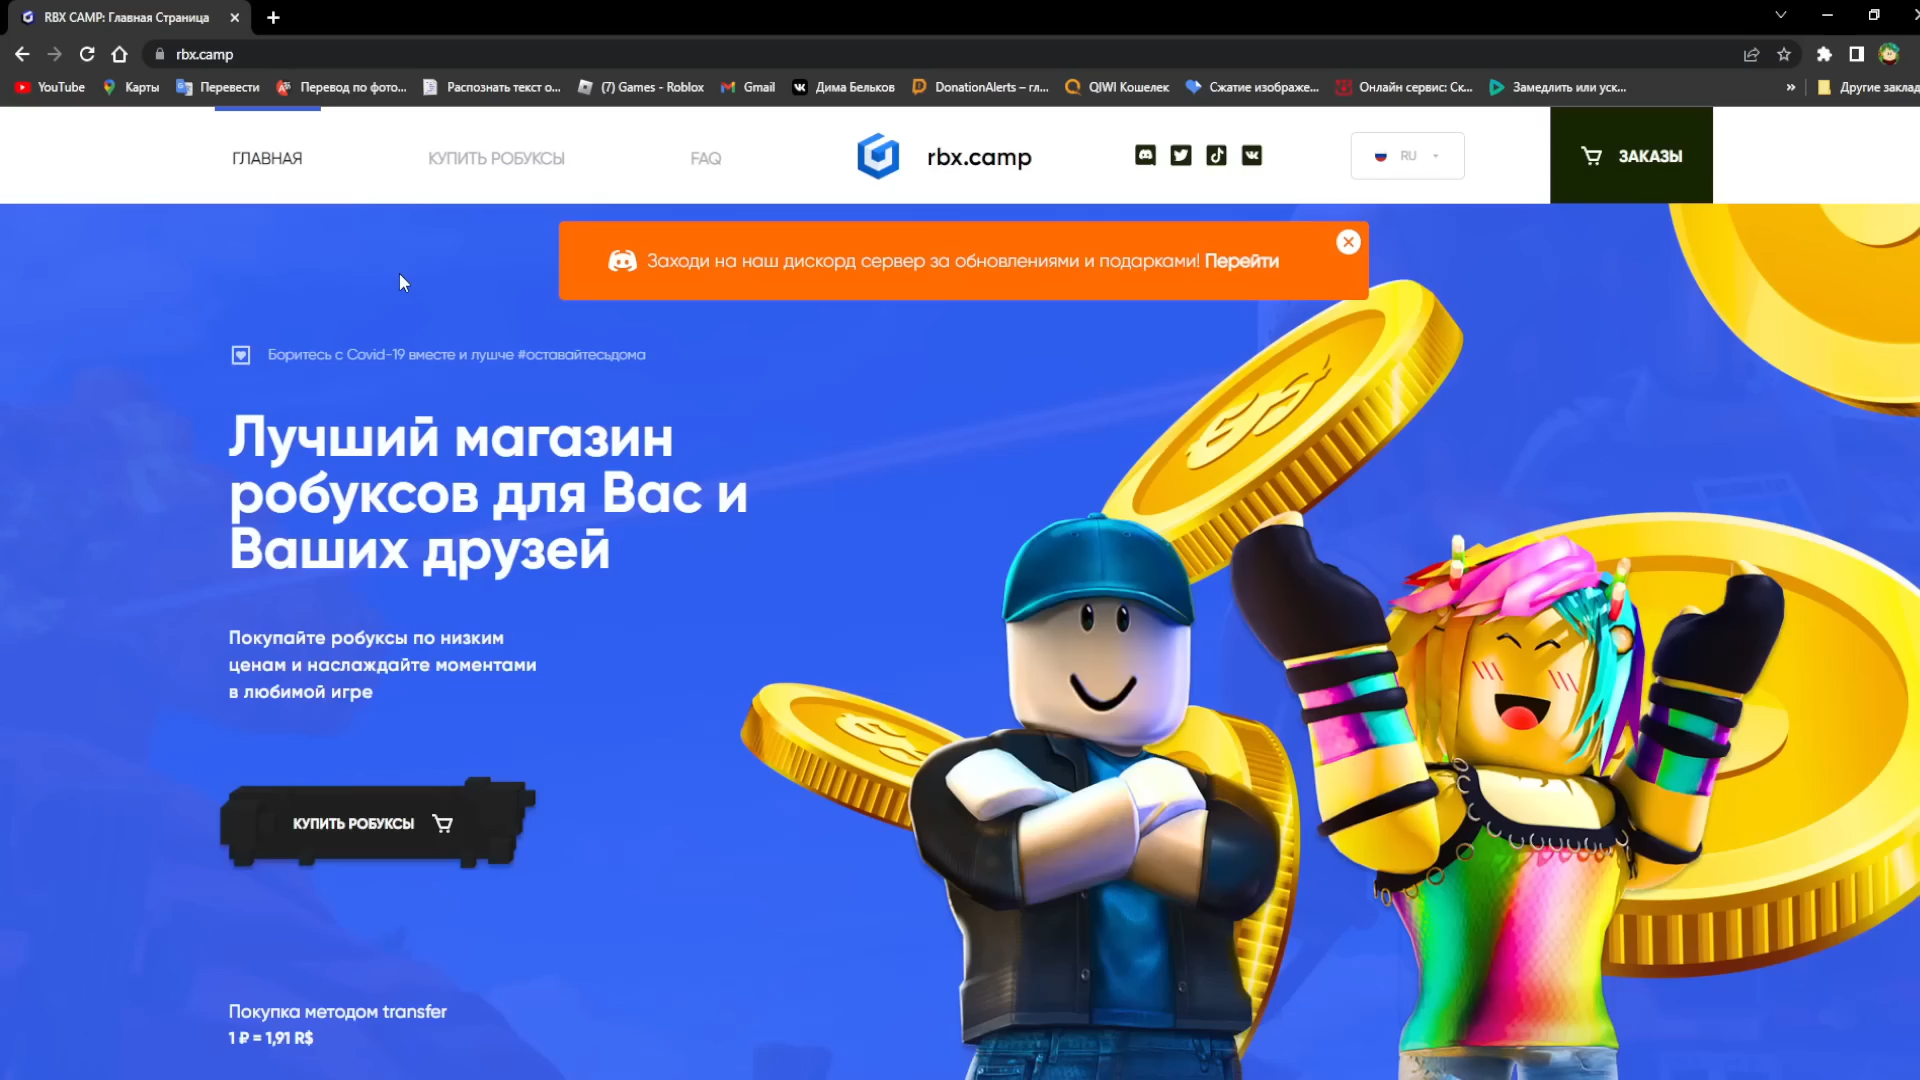 RBX CAMP: Главная Страница
rbx.camp
YouTube
Карты
Перевести
Перевод по фото...
Распознать текст о...
(7) Games - Roblox
Gmail
Дима Бельков
DonationAlerts – гл...
QIWI Кошелек
Сжатие изображе...
Онлайн сервис: Ск...
Замедлить или уск...
»
Другие заклад
ГЛАВНАЯ
КУПИТЬ РОБУКСЫ
FAQ
rbx.camp
RU
ЗАКАЗЫ
Заходи на наш дискорд сервер за обновлениями и подарками! Перейти
Боритесь с Covid-19 вместе и лушче #оставайтесьдома
Лучший магазин
робуксов для Вас и
Ваших друзей
Покупайте робуксы по низким
ценам и наслаждайте моментами
в любимой игре
КУПИТЬ РОБУКСЫ
Покупка методом transfer
1 ₽ = 1,91 R$